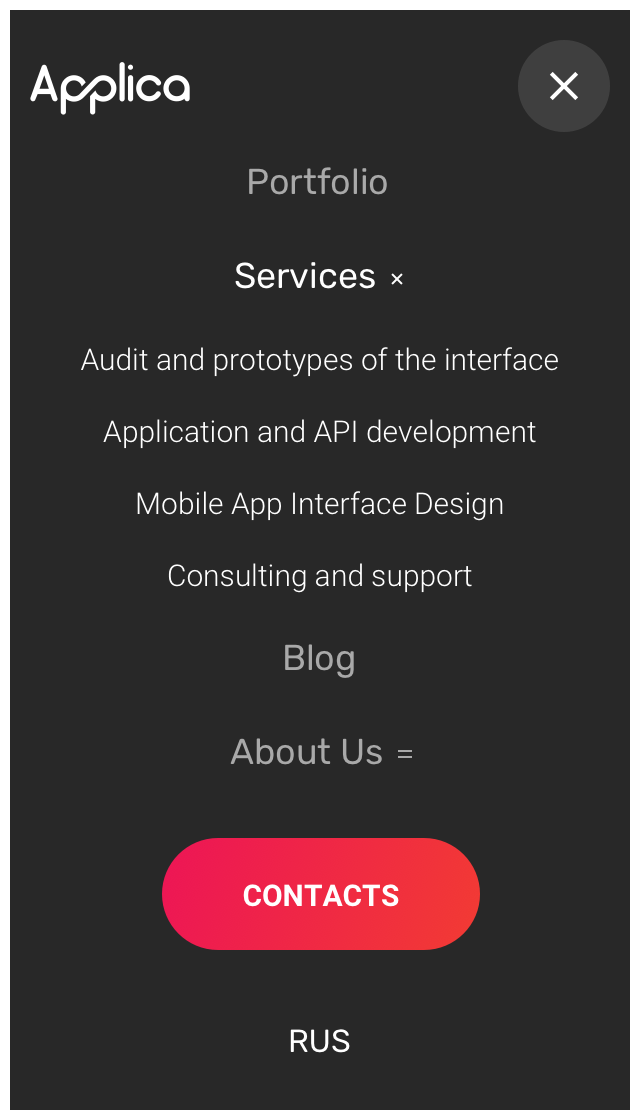 Applica
Portfolio
Services ×
Audit and prototypes of the interface
Application and API development
Mobile App Interface Design
Consulting and support
Blog
About Us =
CONTACTS
RUS